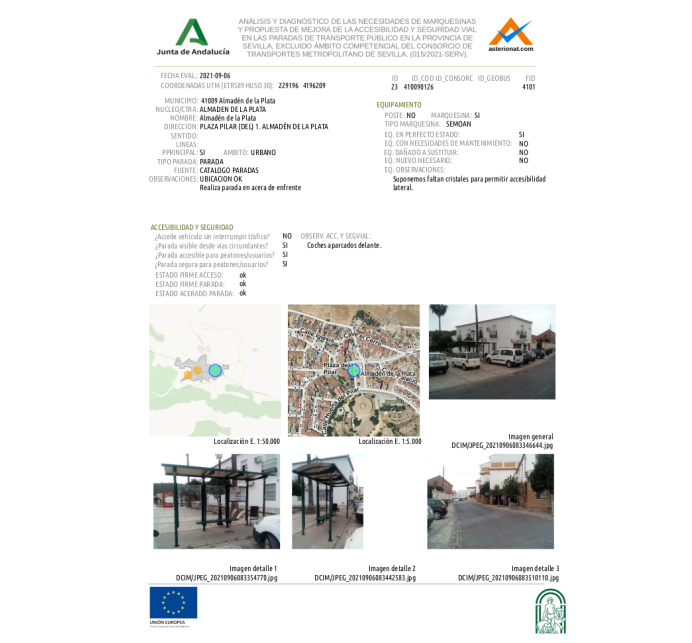 Junta de Andalucía
ANÁLISIS Y DIAGNÓSTICO DE LAS NECESIDADES DE MARQUESINAS
Y PROPUESTA DE MEJORA DE LA ACCESIBILIDAD Y SEGURIDAD VIAL
EN LAS PARADAS DE TRANSPORTE PÚBLICO EN LA PROVINCIA DE
SEVILLA, EXCLUIDO ÁMBITO COMPETENCIAL DEL CONSORCIO DE
TRANSPORTES METROPOLITANO DE SEVILLA. (015/2021-SERV).
asterionat.com
FECHA EVAL.: 2021-09-06
COORDENADAS UTM (ETRS89 HUSO 30): 229196 4196209
ID ID_COD ID_CONSORC ID_GEOBUS FID
23 410090126 4101
MUNICIPIO: 41009 Almadén de la Plata
NUCLEO/CTRA: ALMADEN DE LA PLATA
NOMBRE: Almadén de la Plata
DIRECCION: PLAZA PILAR (DEL) 1. ALMADÉN DE LA PLATA
SENTIDO:
LINEAS:
PPRINCIPAL: SI AMBITO: URBANO
TIPO PARADA: PARADA
FUENTE: CATALOGO PARADAS
OBSERVACIONES: UBICACION OK
Realiza parada en acera de enfrente
EQUIPAMIENTO
POSTE: NO MARQUESINA: SI
TIPO MARQUESINA: SEMOAN
EQ. EN PERFECTO ESTADO: SI
EQ. CON NECESIDADES DE MANTENIMIENTO: NO
EQ. DAÑADO A SUSTITUIR: NO
EQ. NUEVO NECESARIO: NO
EQ. OBSERVACIONES:
Suponemos faltan cristales para permitir accesibilidad
lateral.
ACCESIBILIDAD Y SEGURIDAD
¿Accede vehículo sin interrumpir tráfico? NO
¿Parada visible desde vías circundantes? SI
¿Parada accesible para peatones/usuarios? SI
¿Parada segura para peatones/usuarios? SI
ESTADO FIRME ACCESO: ok
ESTADO FIRME PARADA: ok
ESTADO ACERADO PARADA: ok
OBSERV. ACC. Y SEGVIAL:
Coches aparcados delante.
Plaza del
Pilar
Almadén de la Plata
Localización E. 1:50.000
Localización E. 1:5.000
Imagen general
DCIM/JPEG_20210906083346644.jpg
Imagen detalle 1
DCIM/JPEG_20210906083354770.jpg
Imagen detalle 2
DCIM/JPEG_20210906083442583.jpg
Imagen detalle 3
DCIM/JPEG_20210906083510110.jpg
UNIÓN EUROPEA